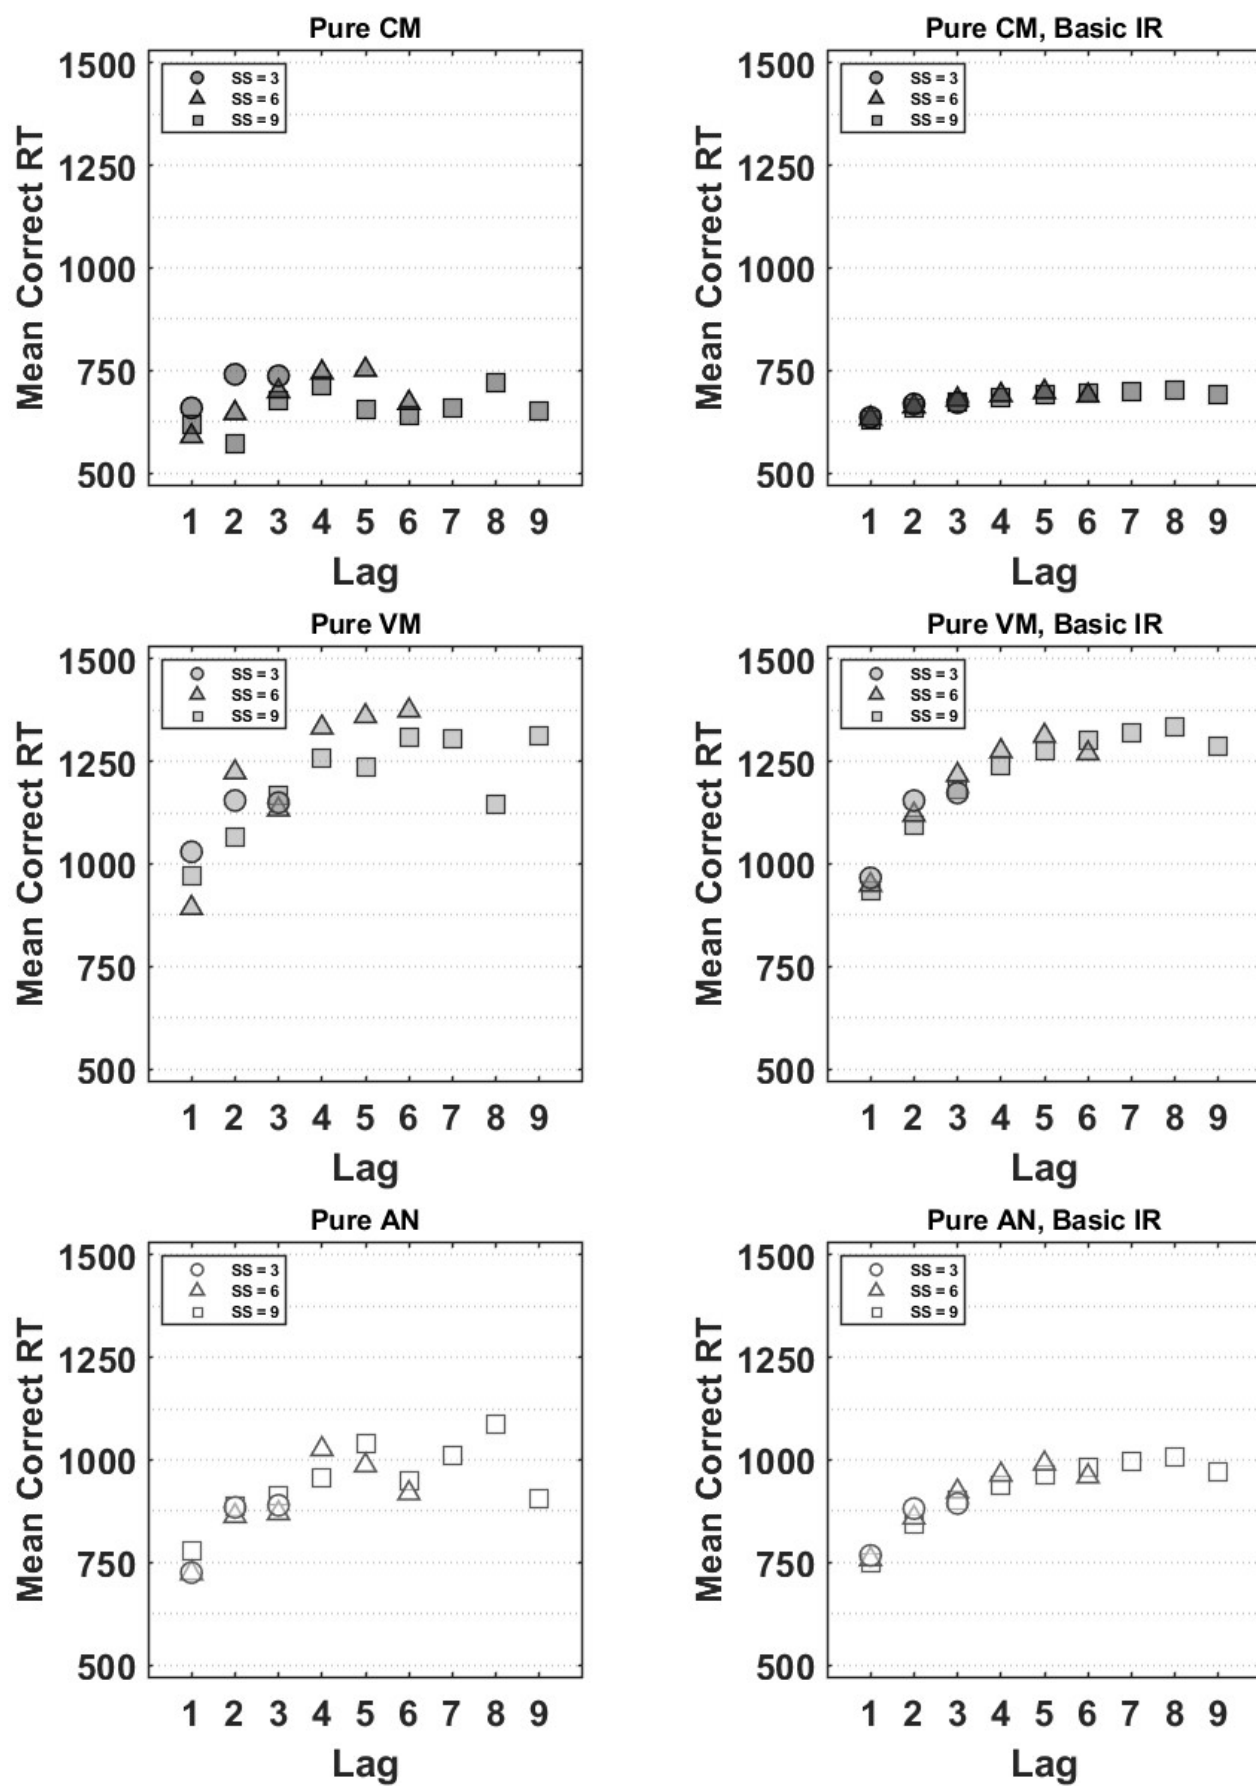 Pure CM
Mean Correct RT
1500
1250
1000
750
500
SS = 3
SS = 6
SS = 9
1 2 3 4 5 6 7 8 9
Lag
Pure CM, Basic IR
Mean Correct RT
1500
1250
1000
750
500
SS = 3
SS = 6
SS = 9
1 2 3 4 5 6 7 8 9
Lag
Pure VM
Mean Correct RT
1500
1250
1000
750
500
SS = 3
SS = 6
SS = 9
1 2 3 4 5 6 7 8 9
Lag
Pure VM, Basic IR
Mean Correct RT
1500
1250
1000
750
500
SS = 3
SS = 6
SS = 9
1 2 3 4 5 6 7 8 9
Lag
Pure AN
Mean Correct RT
1500
1250
1000
750
500
SS = 3
SS = 6
SS = 9
1 2 3 4 5 6 7 8 9
Lag
Pure AN, Basic IR
Mean Correct RT
1500
1250
1000
750
500
SS = 3
SS = 6
SS = 9
1 2 3 4 5 6 7 8 9
Lag